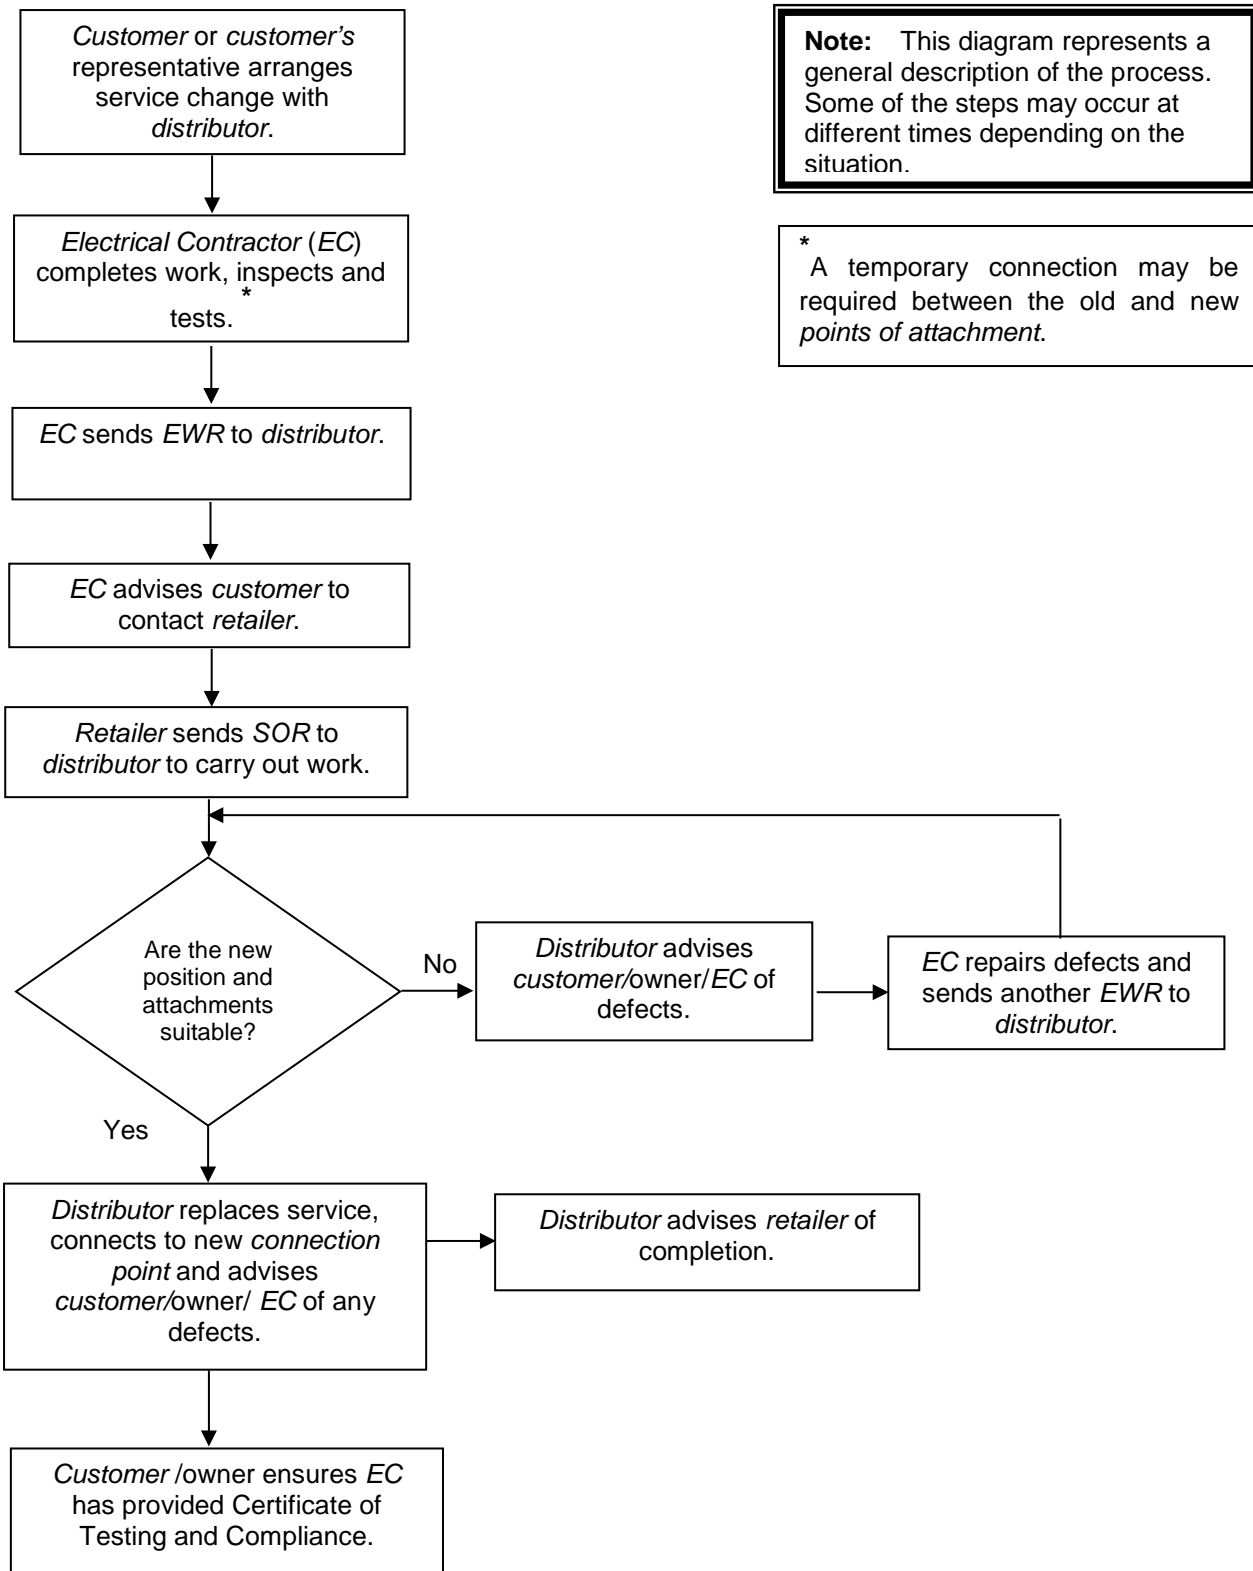 Customer or customer's
representative arranges
service change with
distributor.
Note: This diagram represents a
general description of the process.
Some of the steps may occur at
different times depending on the
situation.
Electrical Contractor (EC)
completes work, inspects and
*
tests.
*
A temporary connection may be
required between the old and new
points of attachment.
EC sends EWR to distributor.
EC advises customer to
contact retailer.
Retailer sends SOR to
distributor to carry out work.
Are the new
position and
attachments
suitable?
No
Distributor advises
customer/owner/EC of
defects.
EC repairs defects and
sends another EWR to
distributor.
Yes
Distributor replaces service,
connects to new connection
point and advises
customer/owner/ EC of any
defects.
Distributor advises retailer of
completion.
Customer /owner ensures EC
has provided Certificate of
Testing and Compliance.